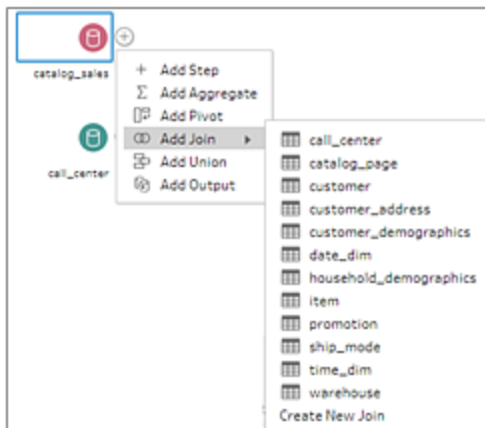 catalog_sales
call_center
Add Step
Add Aggregate
Add Pivot
Add Join
Add Union
Add Output
call_center
catalog_page
customer
customer_address
customer_demographics
date_dim
household_demographics
item
promotion
ship_mode
time_dim
warehouse
Create New Join